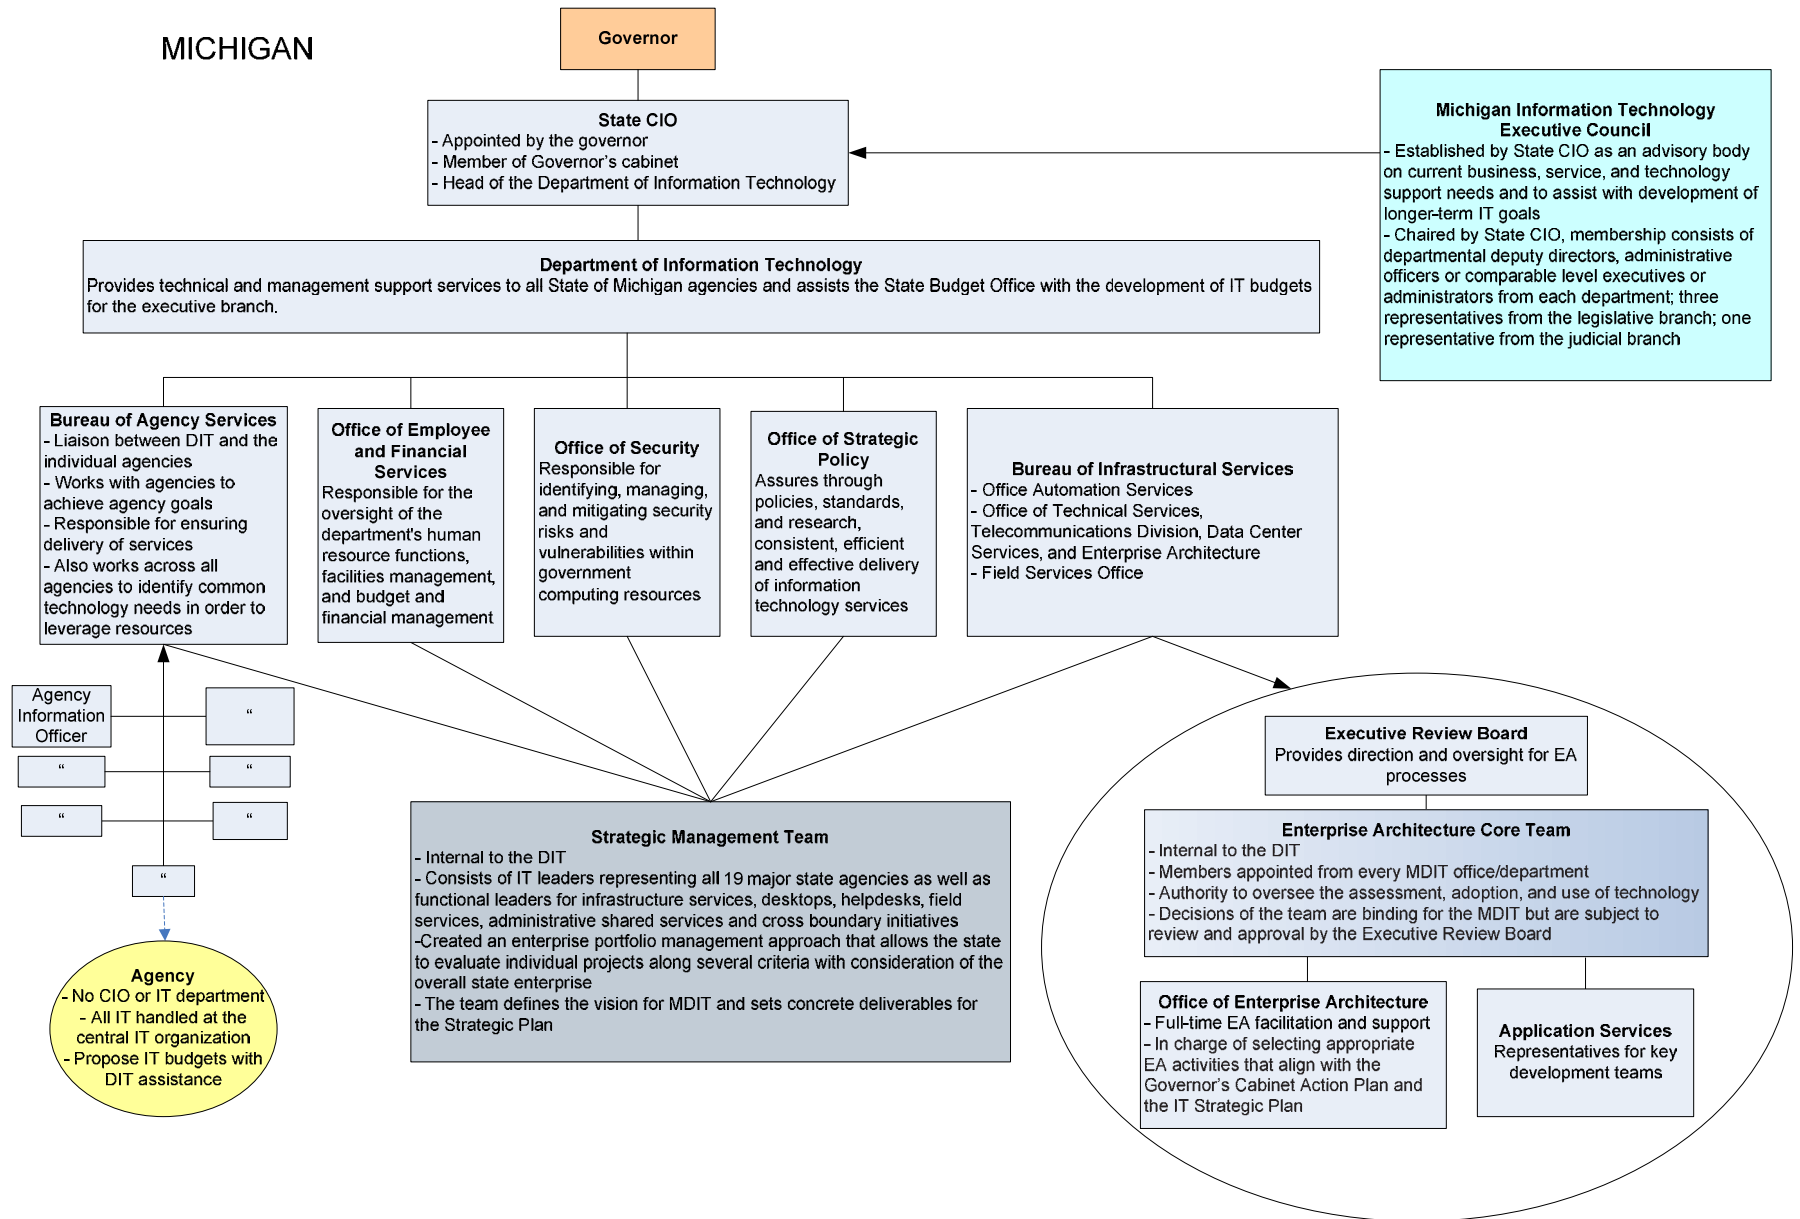 MICHIGAN
Governor
State CIO
- Appointed by the governor
- Member of Governor’s cabinet
- Head of the Department of Information Technology
Michigan Information Technology
Executive Council
- Established by State CIO as an advisory body
on current business, service, and technology
support needs and to assist with development of
longer-term IT goals
- Chaired by State CIO, membership consists of
departmental deputy directors, administrative
officers or comparable level executives or
administrators from each department; three
representatives from the legislative branch; one
representative from the judicial branch
Department of Information Technology
Provides technical and management support services to all State of Michigan agencies and assists the State Budget Office with the development of IT budgets
for the executive branch.
Bureau of Agency Services
- Liaison between DIT and the
individual agencies
- Works with agencies to
achieve agency goals
- Responsible for ensuring
delivery of services
- Also works across all
agencies to identify common
technology needs in order to
leverage resources
Office of Employee
and Financial
Services
Responsible for the
oversight of the
department's human
resource functions,
facilities management,
and budget and
financial management
Office of Security
Responsible for
identifying, managing,
and mitigating security
risks and
vulnerabilities within
government
computing resources
Office of Strategic
Policy
Assures through
policies, standards,
and research,
consistent, efficient
and effective delivery
of information
technology services
Bureau of Infrastructural Services
- Office Automation Services
- Office of Technical Services,
Telecommunications Division, Data Center
Services, and Enterprise Architecture
- Field Services Office
Agency
Information
Officer
“
“
“
“
“
“
Agency
- No CIO or IT department
- All IT handled at the
central IT organization
- Propose IT budgets with
DIT assistance
Strategic Management Team
- Internal to the DIT
- Consists of IT leaders representing all 19 major state agencies as well as
functional leaders for infrastructure services, desktops, helpdesks, field
services, administrative shared services and cross boundary initiatives
-Created an enterprise portfolio management approach that allows the state
to evaluate individual projects along several criteria with consideration of the
overall state enterprise
- The team defines the vision for MDIT and sets concrete deliverables for
the Strategic Plan
Executive Review Board
Provides direction and oversight for EA
processes
Enterprise Architecture Core Team
- Internal to the DIT
- Members appointed from every MDIT office/department
- Authority to oversee the assessment, adoption, and use of technology
- Decisions of the team are binding for the MDIT but are subject to
review and approval by the Executive Review Board
Office of Enterprise Architecture
- Full-time EA facilitation and support
- In charge of selecting appropriate
EA activities that align with the
Governor’s Cabinet Action Plan and
the IT Strategic Plan
Application Services
Representatives for key
development teams